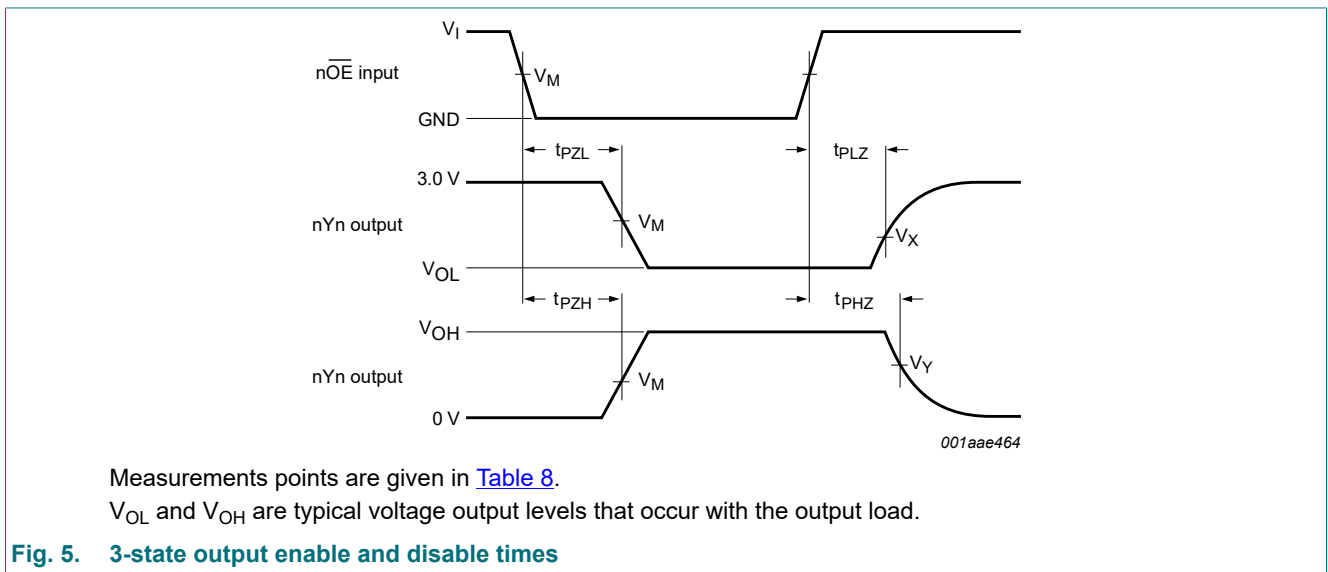 V_I
nOE input
V_M
GND
t_PZL
t_PLZ
3.0 V
nYn output
V_M
V_X
V_OL
t_PZH
t_PHZ
V_OH
nYn output
V_M
V_Y
0 V
001aae464
Measurements points are given in Table 8.
V_OL and V_OH are typical voltage output levels that occur with the output load.
Fig. 5. 3-state output enable and disable times